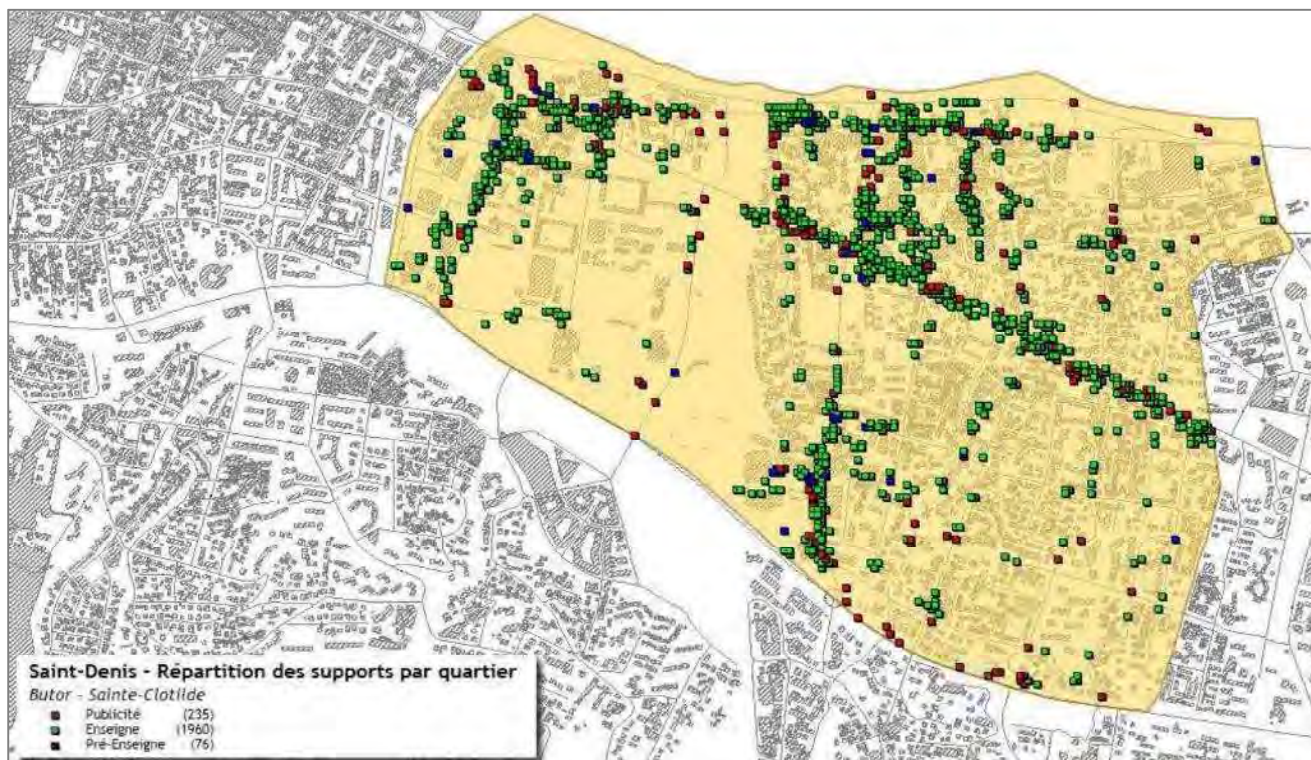 Saint-Denis - Répartition des supports par quartier
Butor - Sainte-Clotilde
Publicité (235)
Enseigne (1960)
Pré-Enseigne (76)